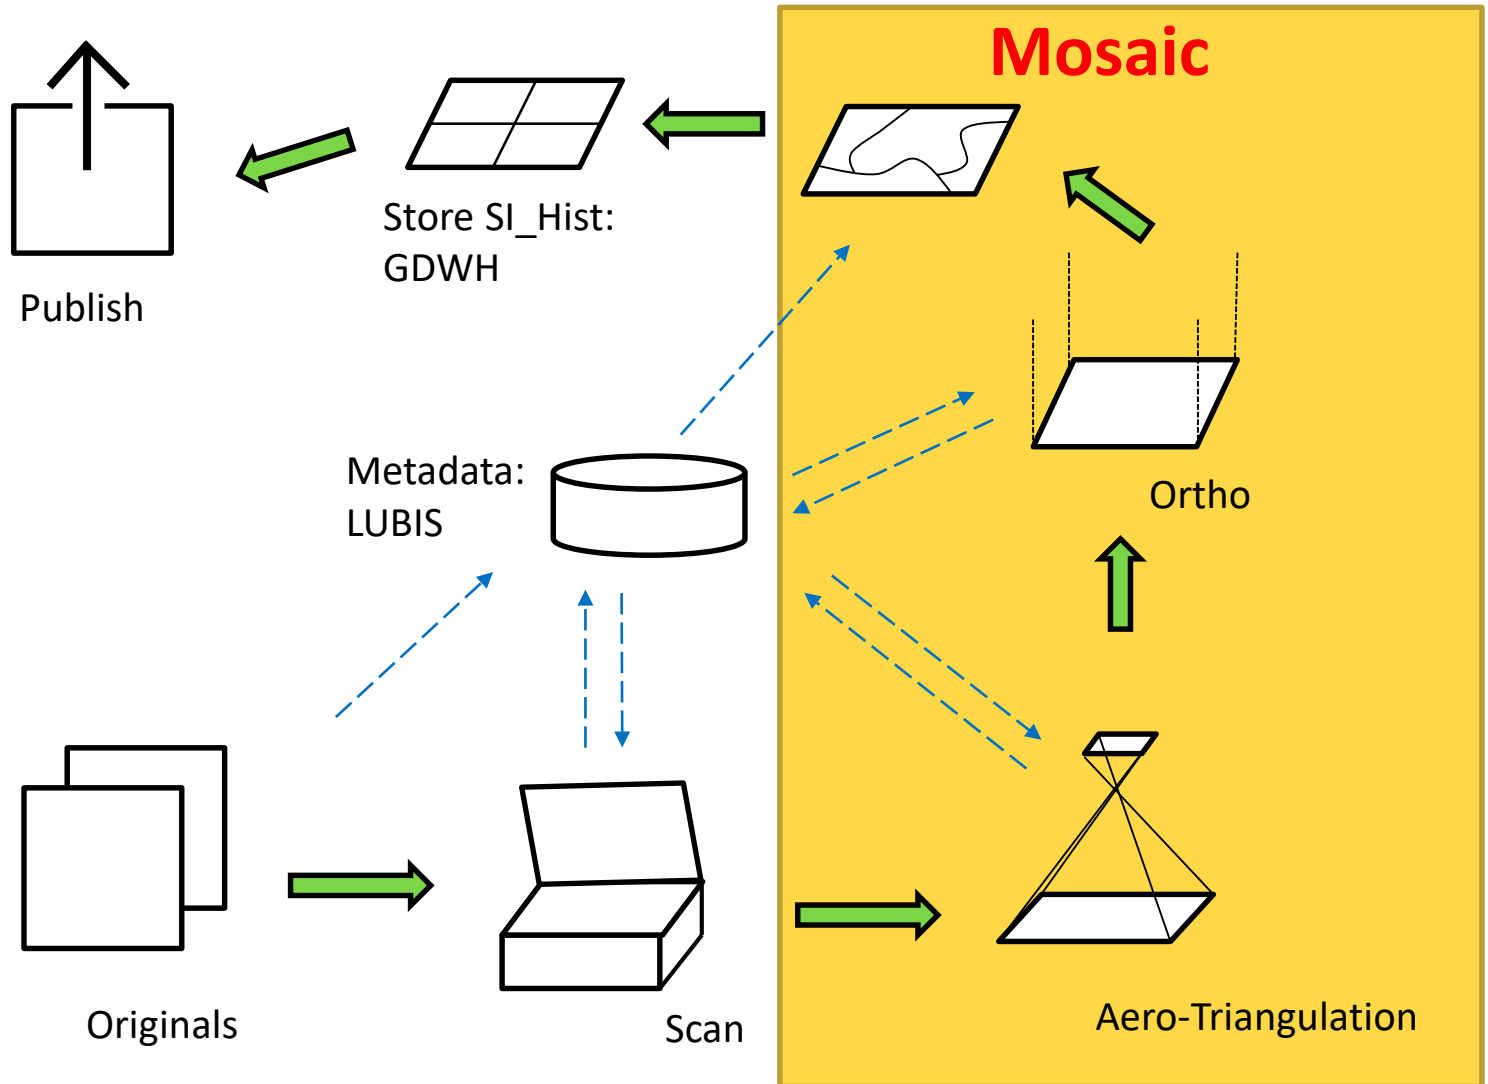 Mosaic
Store SI_Hist:
GDWH
Publish
Metadata:
LUBIS
Ortho
Originals
Scan
Aero-Triangulation